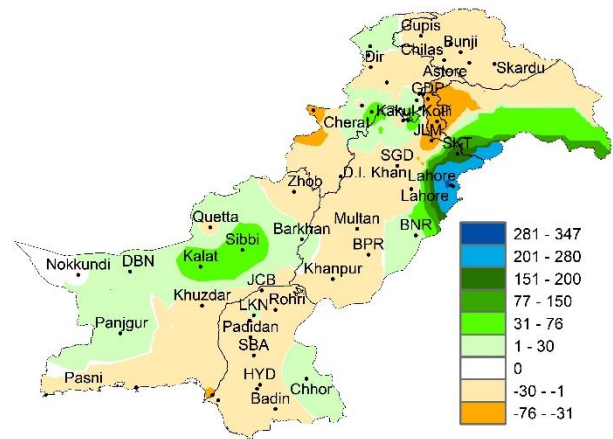 Gupis
Chilas Bunji
Dir
Astore Skardu
GDP
Kakul Kotli
Cherat
JLM
SKT
SGD
D.I. Khan Lahore
Zhob Lahore
Quetta Multan BNR
Barkhan
Sibbi BPR
Nokkundi DBN Kalat
Khanpur
JCB
Khuzdar LKN Rohri
Panjgur Padidan
SBA
Pasni HYD Chhor
Badin
281 - 347
201 - 280
151 - 200
77 - 150
31 - 76
1 - 30
0
-30 - -1
-76 - -31